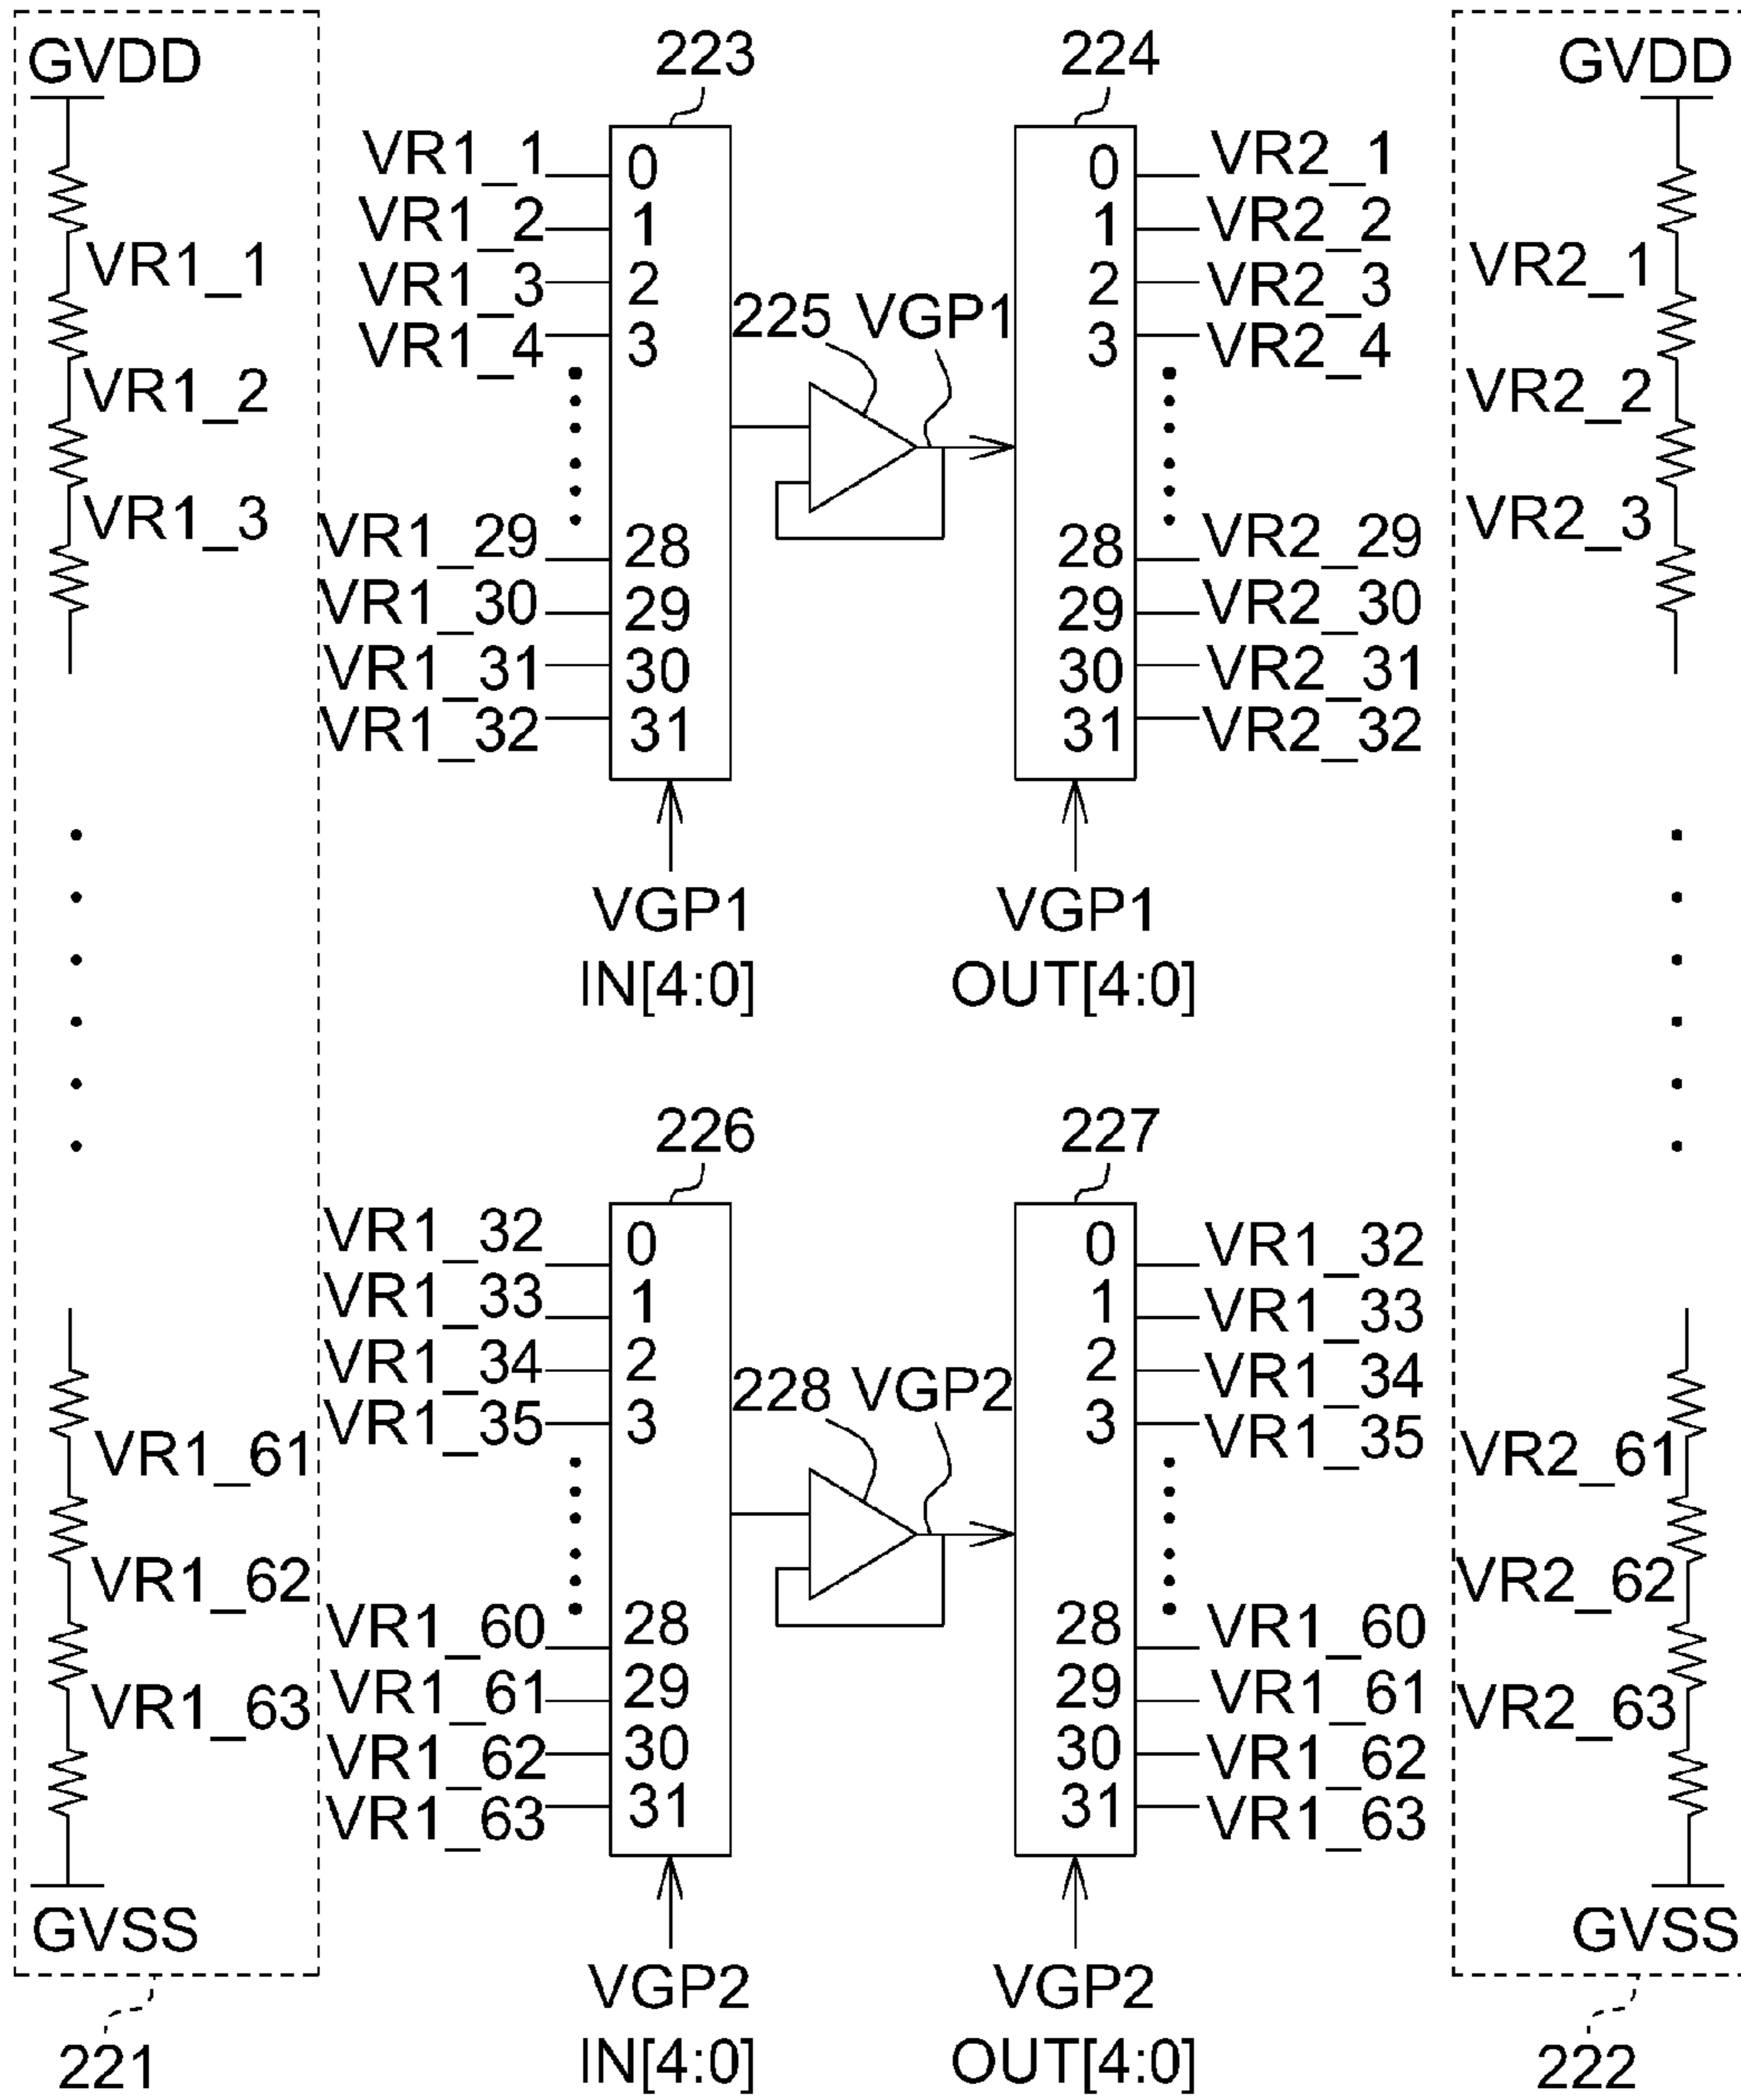 GVDD
VR1_1
VR1_2
VR1_3
VR1_61
VR1_62
VR1_63
GVSS
221
223
VR1_1 0
VR1_2 1
VR1_3 2
VR1_4 3
VR1_29 28
VR1_30 29
VR1_31 30
VR1_32 31
VGP1
IN[4:0]
225 VGP1
224
0 VR2_1
1 VR2_2
2 VR2_3
3 VR2_4
28 VR2_29
29 VR2_30
30 VR2_31
31 VR2_32
VGP1
OUT[4:0]
226
VR1_32 0
VR1_33 1
VR1_34 2
VR1_35 3
VR1_60 28
VR1_61 29
VR1_62 30
VR1_63 31
VGP2
IN[4:0]
228 VGP2
227
0 VR1_32
1 VR1_33
2 VR1_34
3 VR1_35
28 VR1_60
29 VR1_61
30 VR1_62
31 VR1_63
VGP2
OUT[4:0]
GVDD
VR2_1
VR2_2
VR2_3
VR2_61
VR2_62
VR2_63
GVSS
222